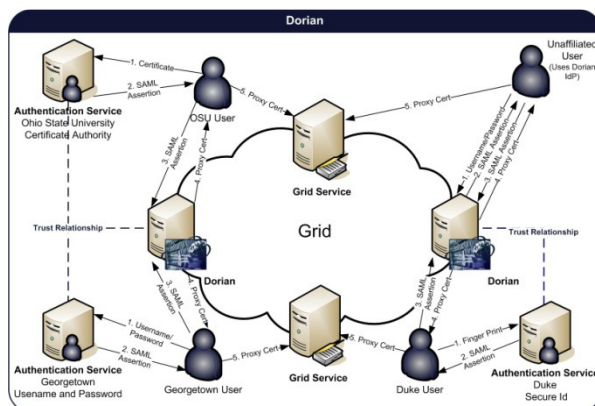 Dorian
1. Certificate
2. SAML
Assertion
Authentication Service
Ohio State University
Certificate Authority
OSU User
5. Proxy Cert
3. SAML
Assertion
4. Proxy Cert
Unaffiliated
User
(Uses Dorian
IdP)
5. Proxy Cert
1. Username/Password
2. SAML Assertion
3. SAML Assertion
4. Proxy Cert
Grid Service
Trust Relationship
Dorian
Grid
Trust Relationship
Dorian
3. SAML
Assertion
4. Proxy Cert
3. SAML
Assertion
4. Proxy Cert
1. Username/
Password
2. SAML
Assertion
Authentication Service
Georgetown
Usename and Password
Georgetown User
5. Proxy Cert
Grid Service
5. Proxy Cert
Duke User
1. Finger Print
2. SAML
Assertion
Authentication Service
Duke
Secure Id